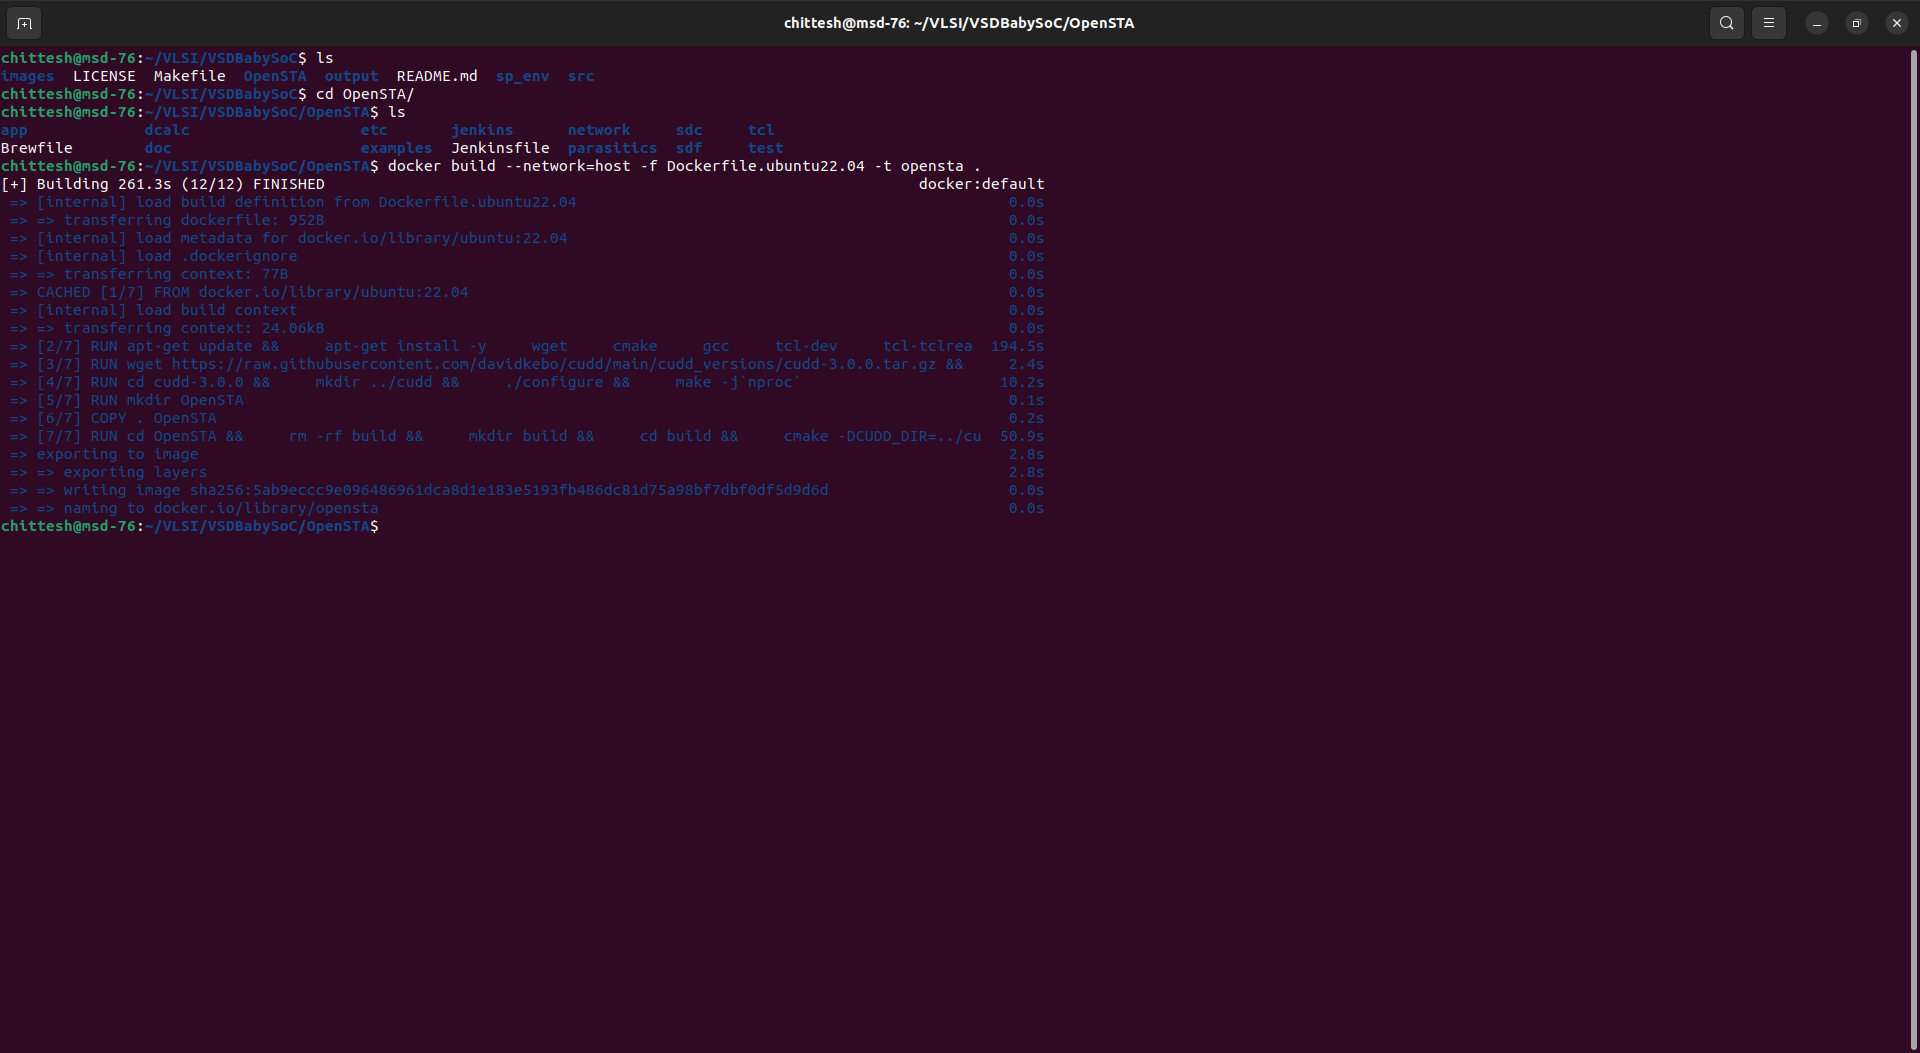 chittesh@msd-76: ~/VLSI/VSDBabySoC/OpenSTA
chittesh@msd-76:~/VLSI/VSDBabySoC$ ls
images  LICENSE  Makefile  OpenSTA  output  README.md  sp_env  src
chittesh@msd-76:~/VLSI/VSDBabySoC$ cd OpenSTA/
chittesh@msd-76:~/VLSI/VSDBabySoC/OpenSTA$ ls
app             dcalc                   etc       jenkins      network     sdc     tcl
Brewfile        doc                     examples  Jenkinsfile  parasitics  sdf     test
chittesh@msd-76:~/VLSI/VSDBabySoC/OpenSTA$ docker build --network=host -f Dockerfile.ubuntu22.04 -t opensta .
[+] Building 261.3s (12/12) FINISHED                                                                  docker:default
 => [internal] load build definition from Dockerfile.ubuntu22.04                                                0.0s
 => => transferring dockerfile: 952B                                                                            0.0s
 => [internal] load metadata for docker.io/library/ubuntu:22.04                                                 0.0s
 => [internal] load .dockerignore                                                                               0.0s
 => => transferring context: 77B                                                                                0.0s
 => CACHED [1/7] FROM docker.io/library/ubuntu:22.04                                                            0.0s
 => [internal] load build context                                                                               0.0s
 => => transferring context: 24.06kB                                                                            0.0s
 => [2/7] RUN apt-get update &&     apt-get install -y     wget     cmake     gcc     tcl-dev     tcl-tclrea  194.5s
 => [3/7] RUN wget https://raw.githubusercontent.com/davidkebo/cudd/main/cudd_versions/cudd-3.0.0.tar.gz &&     2.4s
 => [4/7] RUN cd cudd-3.0.0 &&     mkdir ../cudd &&     ./configure &&     make -j`nproc`                      10.2s
 => [5/7] RUN mkdir OpenSTA                                                                                     0.1s
 => [6/7] COPY . OpenSTA                                                                                        0.2s
 => [7/7] RUN cd OpenSTA &&     rm -rf build &&     mkdir build &&     cd build &&     cmake -DCUDD_DIR=../cu  50.9s
 => exporting to image                                                                                          2.8s
 => => exporting layers                                                                                         2.8s
 => => writing image sha256:5ab9eccc9e096486961dca8d1e183e5193fb486dc81d75a98bf7dbf0df5d9d6d                    0.0s
 => => naming to docker.io/library/opensta                                                                      0.0s
chittesh@msd-76:~/VLSI/VSDBabySoC/OpenSTA$